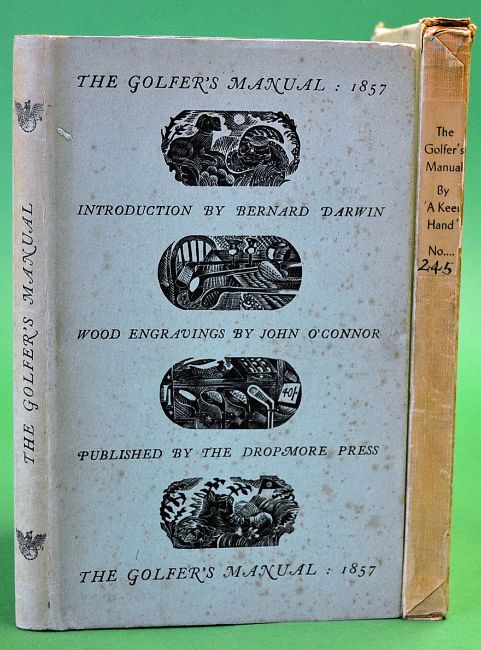 THE GOLFER'S MANUAL : 1857
INTRODUCTION BY BERNARD DARWIN
WOOD ENGRAVINGS BY JOHN O'CONNOR
40/-
PUBLISHED BY THE DROPMORE PRESS
THE GOLFER'S MANUAL : 1857
THE GOLFER'S MANUAL
The
Golfer's
Manual
By
'A Keen
Hand'
No....
245